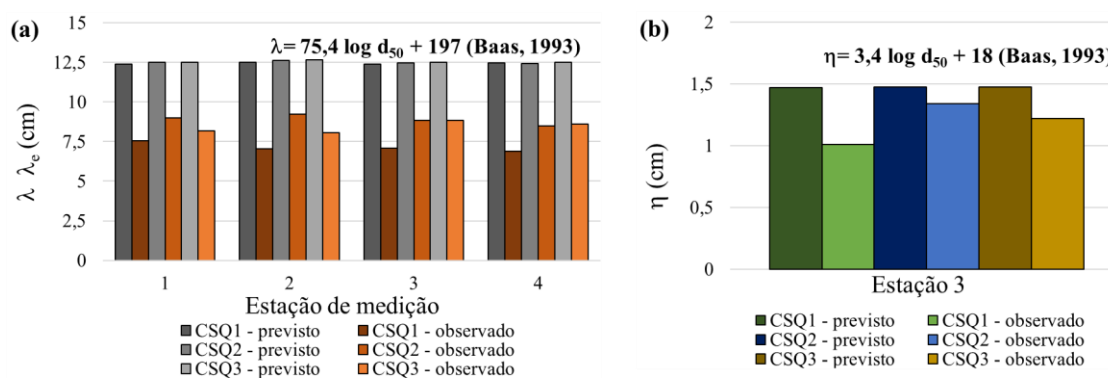 (a)
λ= 75,4 log d50 + 197 (Baas, 1993)
15
12,5
10
7,5
5
2,5
0
λ λe (cm)
1 2 3 4
Estação de medição
CSQ1 - previsto CSQ1 - observado
CSQ2 - previsto CSQ2 - observado
CSQ3 - previsto CSQ3 - observado
(b)
η= 3,4 log d50 + 18 (Baas, 1993)
2
1,5
1
0,5
0
η (cm)
Estação 3
CSQ1 - previsto CSQ1 - observado
CSQ2 - previsto CSQ2 - observado
CSQ3 - previsto CSQ3 - observado